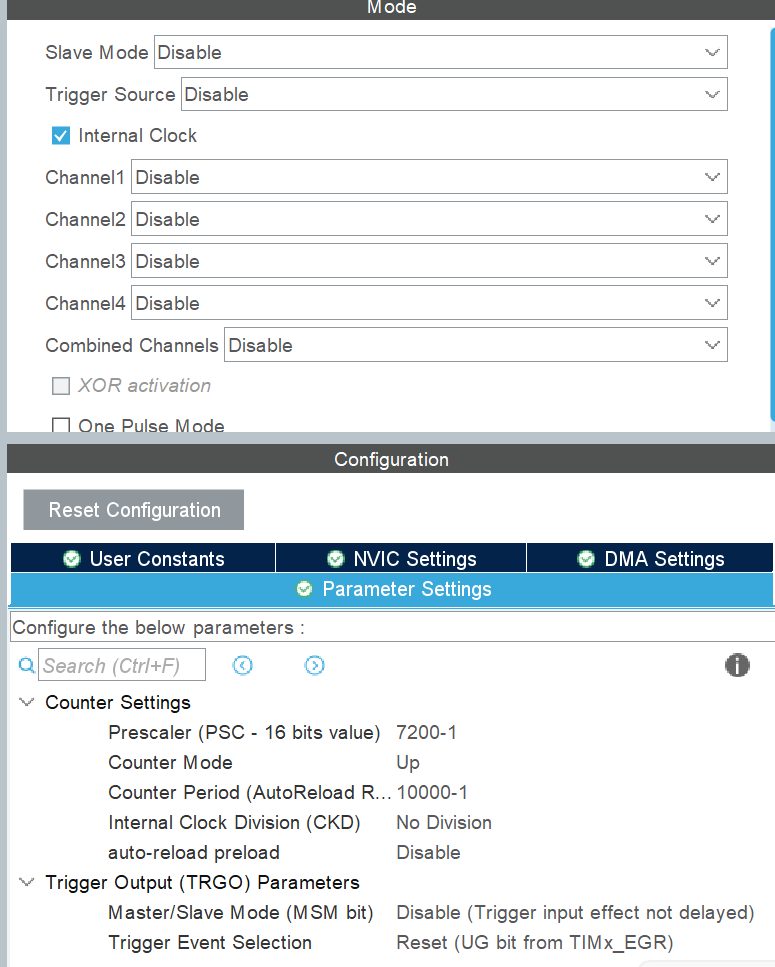 Mode
Slave Mode Disable
Trigger Source Disable
Internal Clock
Channel1 Disable
Channel2 Disable
Channel3 Disable
Channel4 Disable
Combined Channels Disable
XOR activation
One Pulse Mode
Configuration
Reset Configuration
User Constants NVIC Settings DMA Settings
Parameter Settings
Configure the below parameters :
Search (Ctrl+F)
Counter Settings
Prescaler (PSC - 16 bits value) 7200-1
Counter Mode Up
Counter Period (AutoReload R... 10000-1
Internal Clock Division (CKD) No Division
auto-reload preload Disable
Trigger Output (TRGO) Parameters
Master/Slave Mode (MSM bit) Disable (Trigger input effect not delayed)
Trigger Event Selection Reset (UG bit from TIMx_EGR)